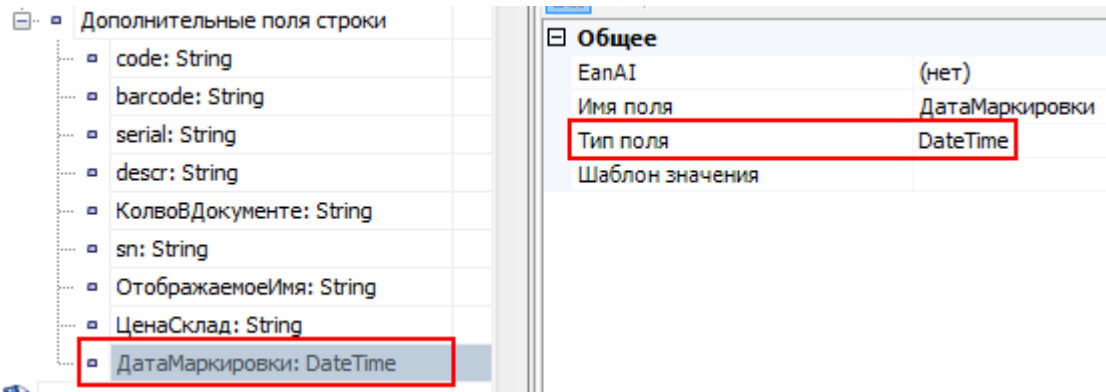 Дополнительные поля строки
code: String
barcode: String
serial: String
descr: String
КолвоВДокументе: String
sn: String
ОтображаемоеИмя: String
ЦенаСклад: String
ДатаМаркировки: DateTime
Общее
EanAI (нет)
Имя поля ДатаМаркировки
Тип поля DateTime
Шаблон значения